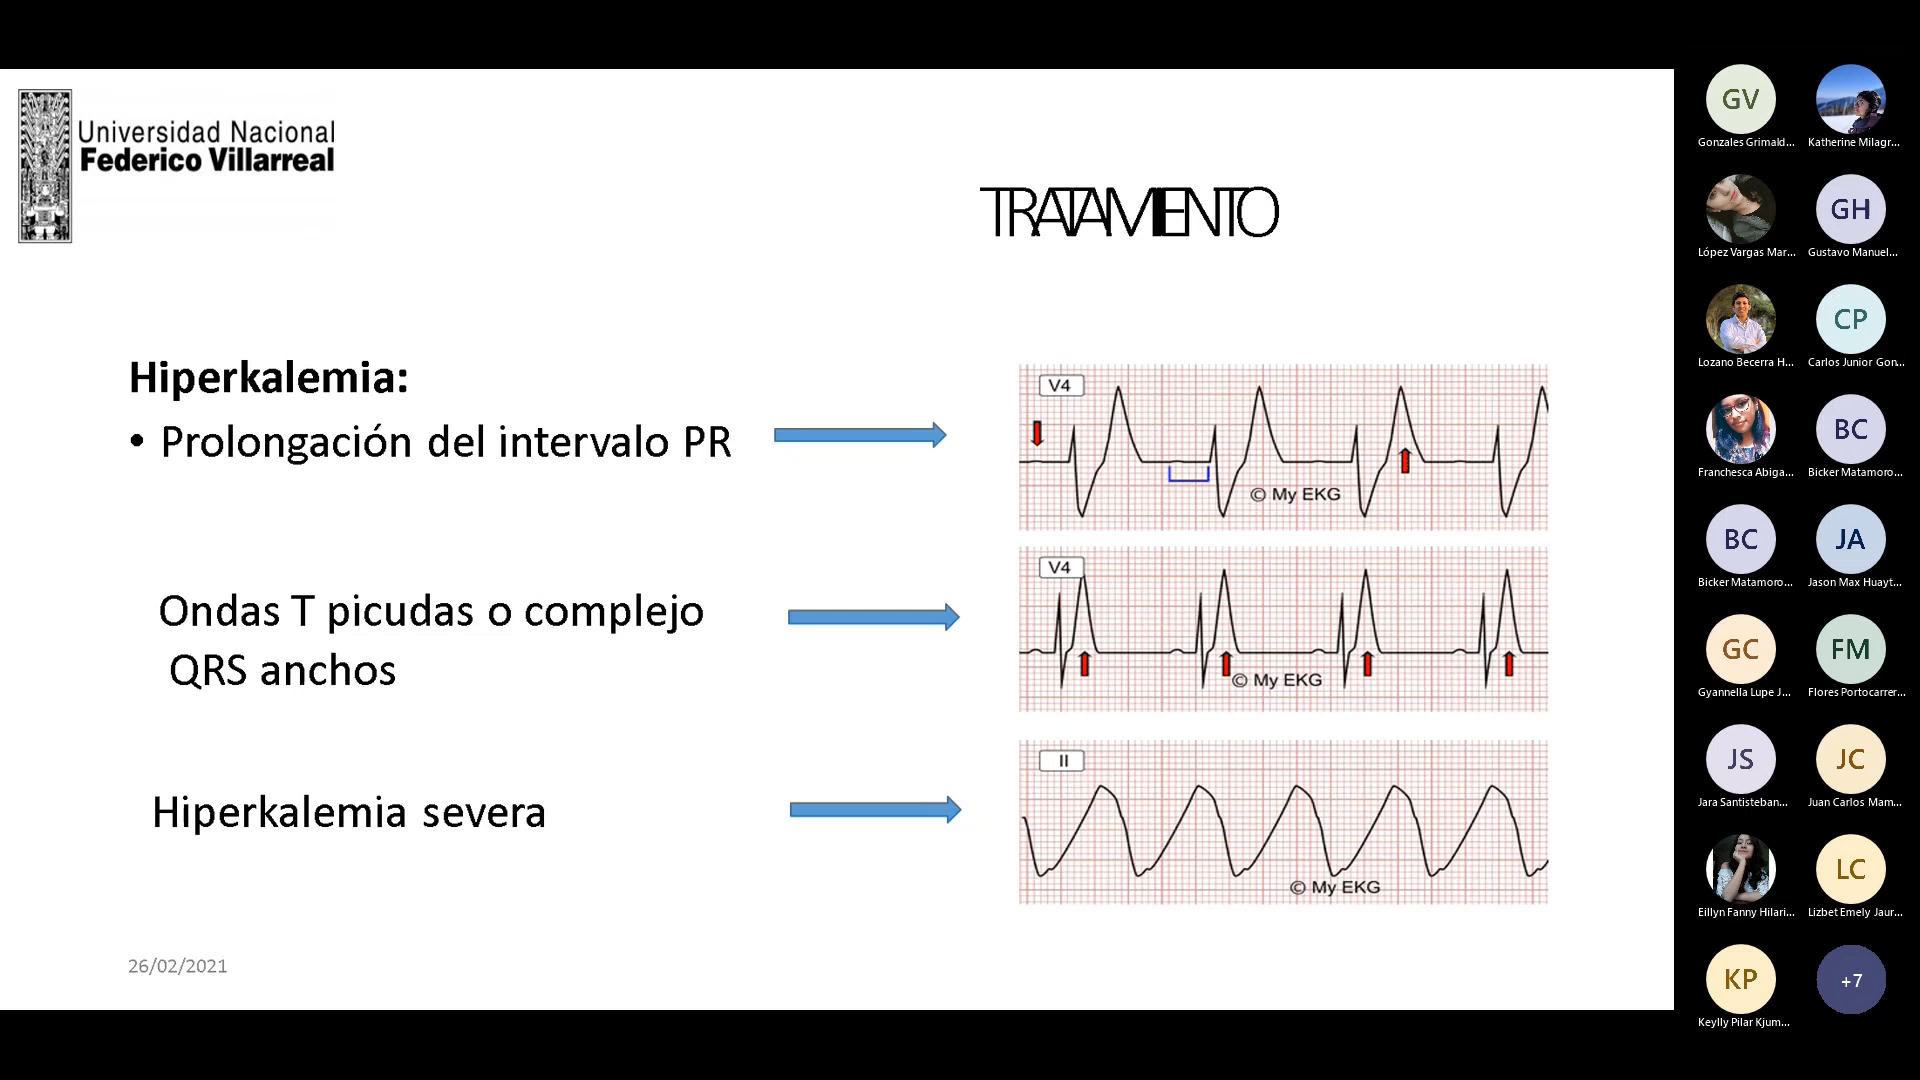 Universidad Nacional
Federico Villarreal
TRATAMIENTO
Hiperkalemia:
• Prolongación del intervalo PR
Ondas T picudas o complejo
QRS anchos
Hiperkalemia severa
26/02/2021
V4
© My EKG
V4
© My EKG
II
© My EKG
GV
Gonzales Grimald...
Katherine Milagr...
López Vargas Mar...
GH
Gustavo Manuel...
Lozano Becerra H...
CP
Carlos Junior Gon...
Franchesca Abiga...
BC
Bicker Matamoro...
BC
Bicker Matamoro...
JA
Jason Max Huayt...
GC
Gyannella Lupe J...
FM
Flores Portocarrer...
JS
Jara Santisteban...
JC
Juan Carlos Mam...
Eillyn Fanny Hilari...
LC
Lizbet Emely Jaur...
KP
Keylly Pilar Kjum...
+7